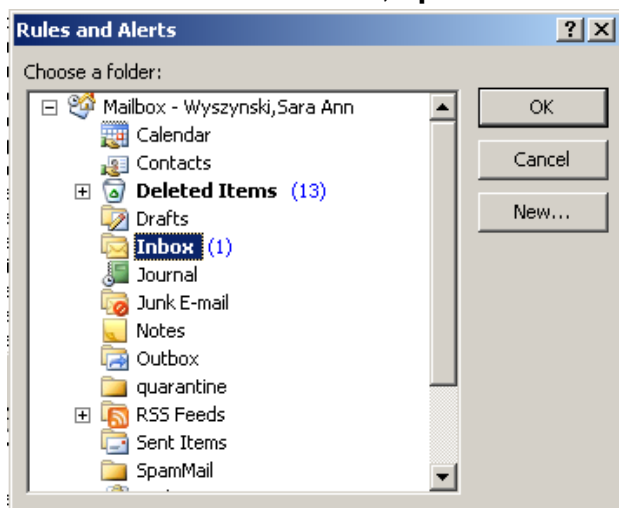 Rules and Alerts
Choose a folder:
Mailbox - Wyszynski,Sara Ann
Calendar
Contacts
Deleted Items (13)
Drafts
Inbox (1)
Journal
Junk E-mail
Notes
Outbox
quarantine
RSS Feeds
Sent Items
SpamMail
OK
Cancel
New...